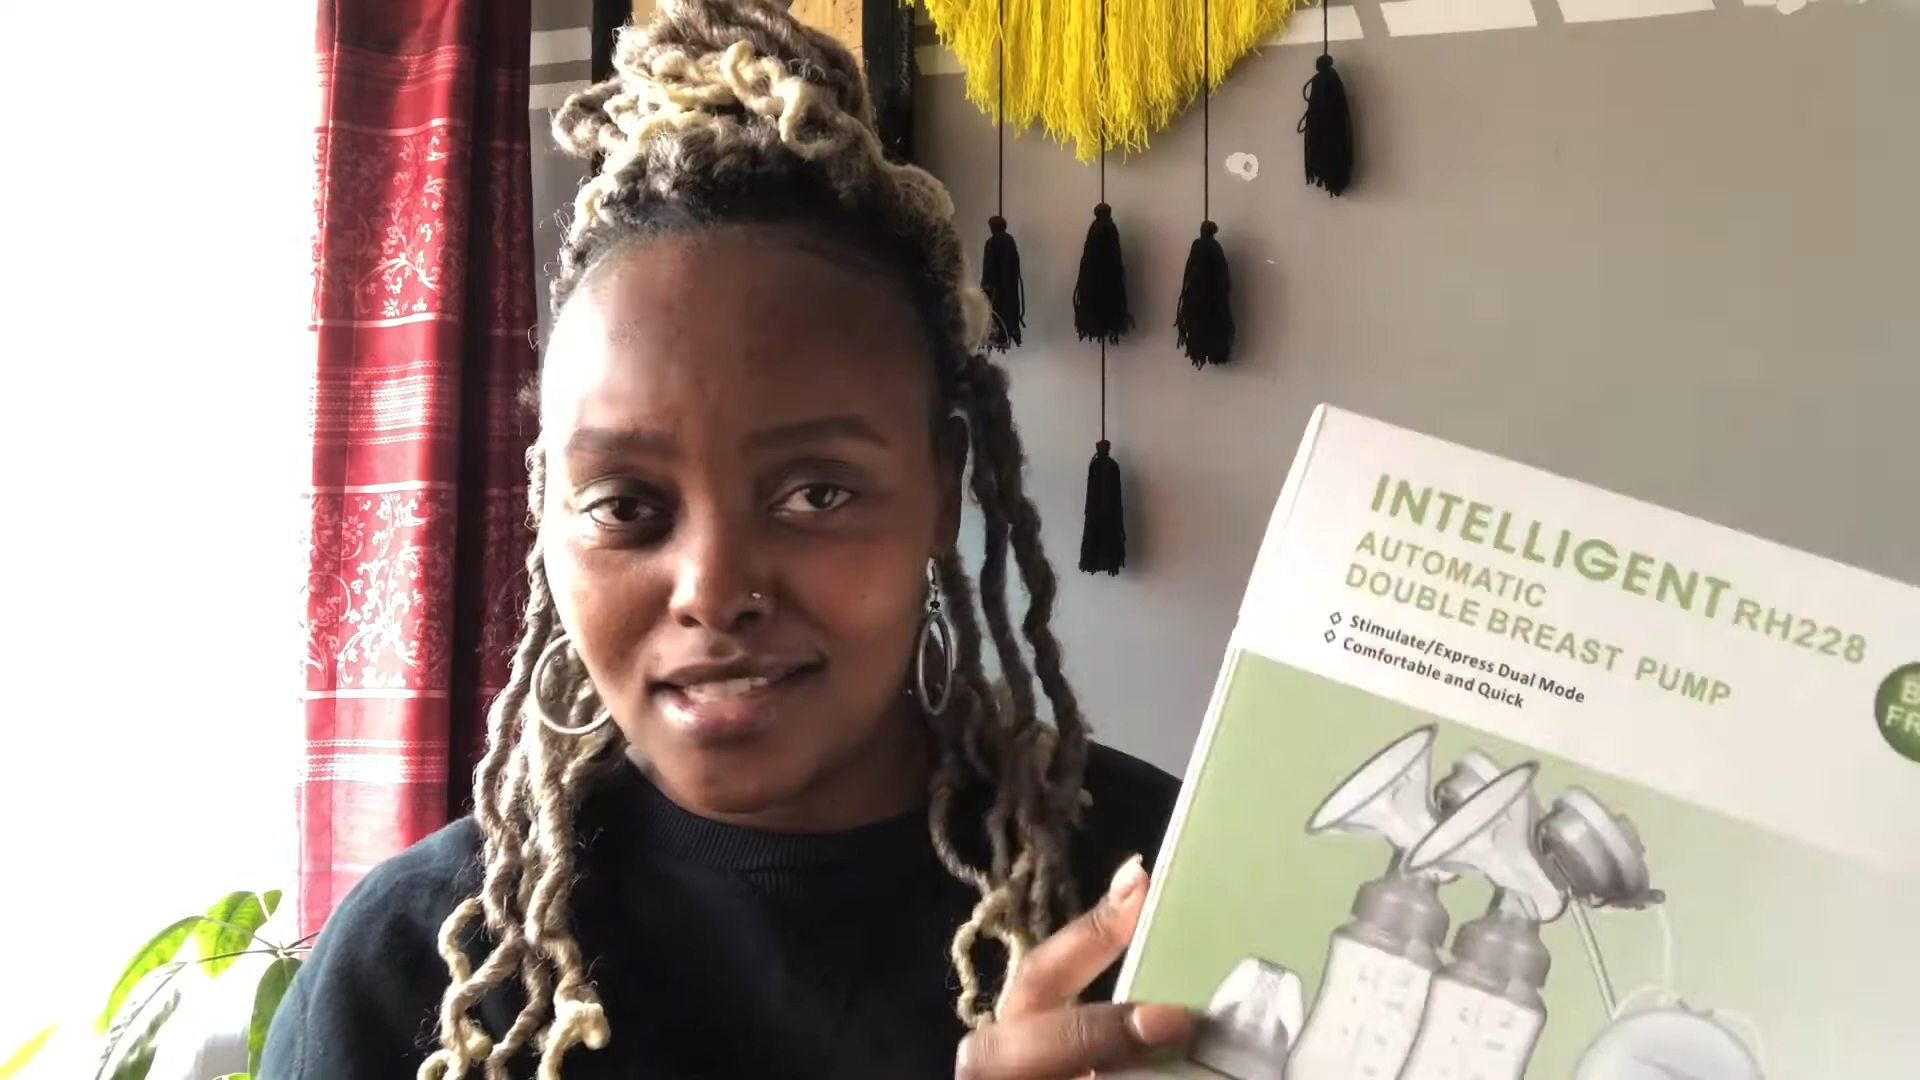 INTELLIGENT RH228
AUTOMATIC
DOUBLE BREAST PUMP
◇ Stimulate/Express Dual Mode
◇ Comfortable and Quick